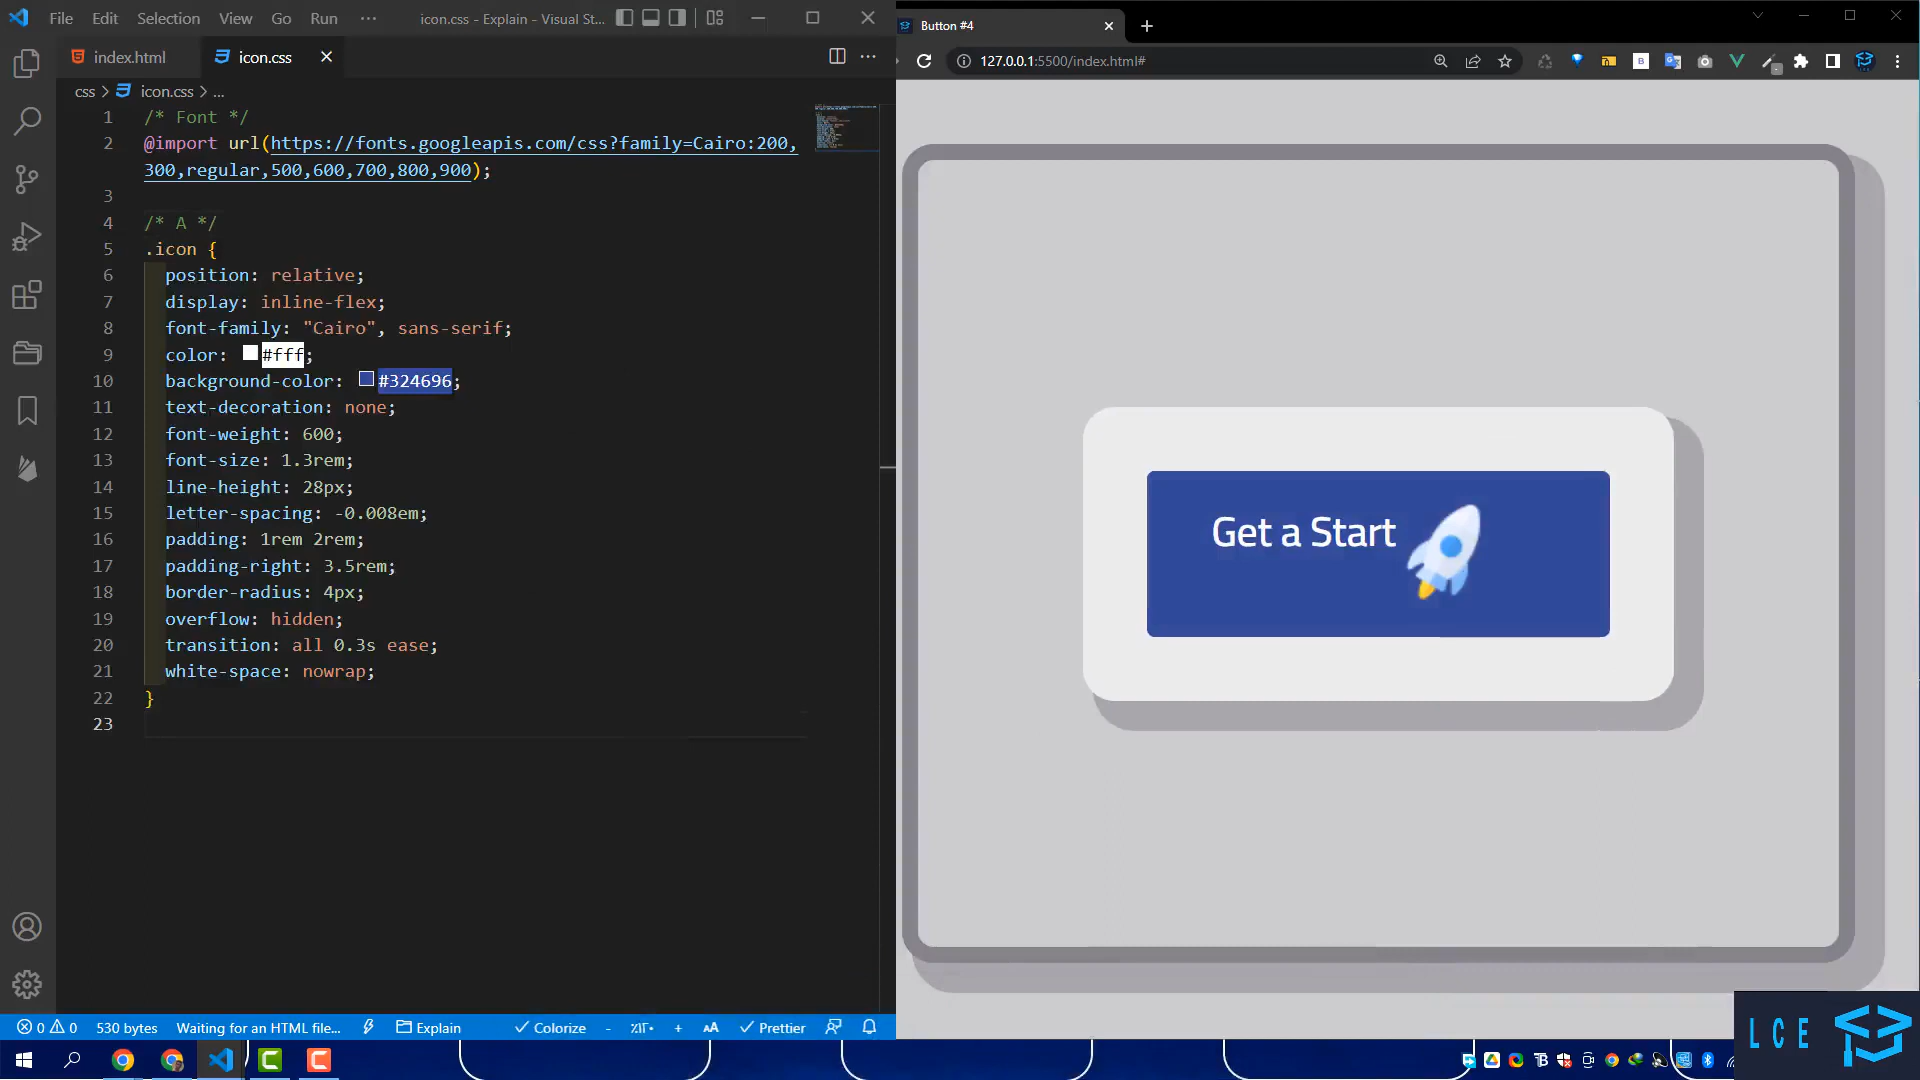 File Edit Selection View Go Run ··· icon.css - Explain - Visual St...
index.html icon.css
css > icon.css > ...
1 /* Font */
2 @import url(https://fonts.googleapis.com/css?family=Cairo:200,
300,regular,500,600,700,800,900);
3
4 /* A */
5 .icon {
6 position: relative;
7 display: inline-flex;
8 font-family: "Cairo", sans-serif;
9 color: #fff;
10 background-color: #324696;
11 text-decoration: none;
12 font-weight: 600;
13 font-size: 1.3rem;
14 line-height: 28px;
15 letter-spacing: -0.008em;
16 padding: 1rem 2rem;
17 padding-right: 3.5rem;
18 border-radius: 4px;
19 overflow: hidden;
20 transition: all 0.3s ease;
21 white-space: nowrap;
22 }
23
0 0 530 bytes Waiting for an HTML file... Explain Colorize - + Prettier
Button #4
127.0.0.1:5500/index.html#
Get a Start
LCE